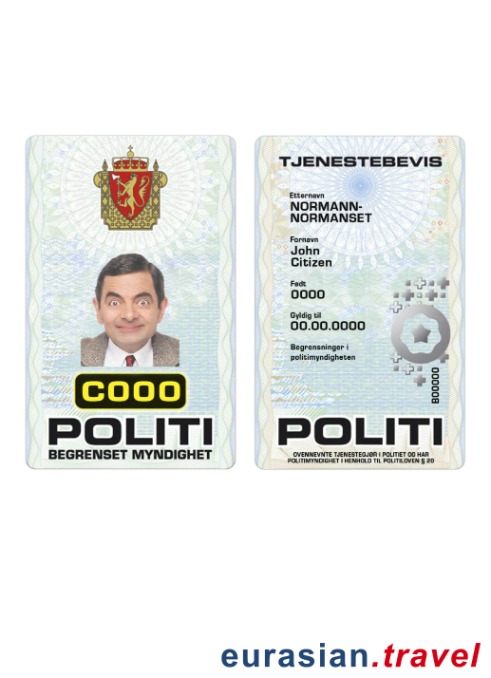 COOO
POLITI
BEGRENSET MYNDIGHET
TJENESTEBEVIS
Etternavn
NORMANN-
NORMANSET
Fornavn
John
Citizen
Født
0000
Gyldig til
00.00.0000
Begrensninger i
politimyndigheten
B00000
POLITI
OVENNEVNTE TJENESTEGJØR I POLITIET OG HAR
POLITIMYNDIGHET I HENHOLD TIL POLITILOVEN § 20
eurasian.travel